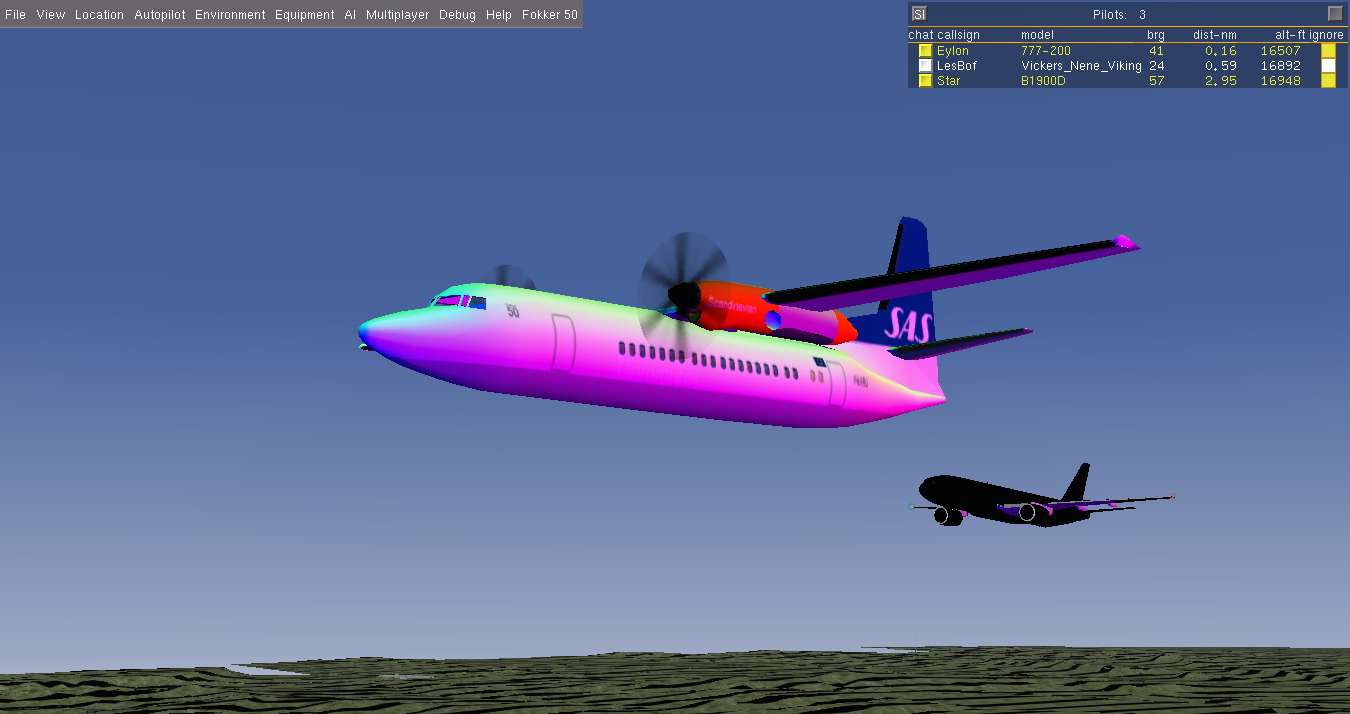 File View Location Autopilot Environment Equipment AI Multiplayer Debug Help Fokker 50
SI Pilots: 3
chat callsign model brg dist-nm alt-ft ignore
Eylon 777-200 41 0.16 16507
LesBof Vickers_Nene_Viking 24 0.59 16892
Star B1900D 57 2.95 16948
50
Scandinavian
SAS